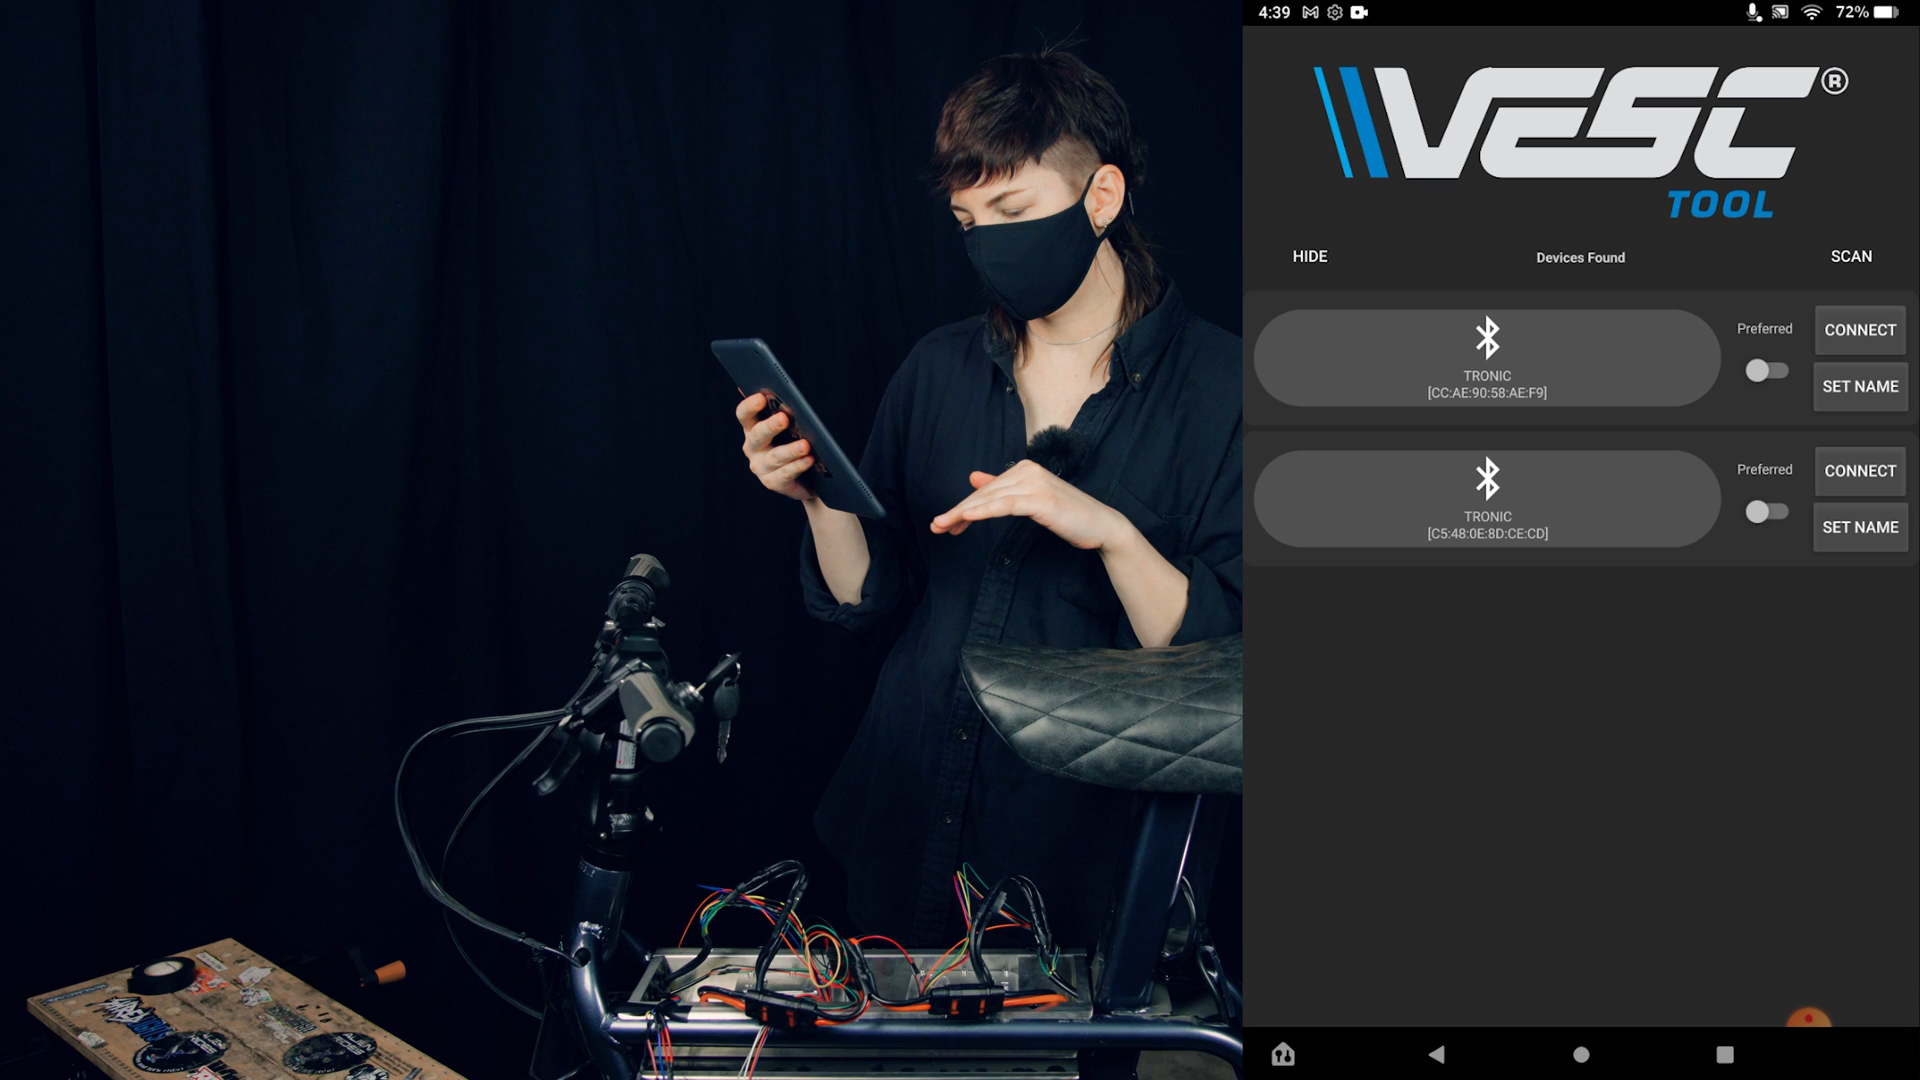 4:39
72%
VESC®
TOOL
HIDE
Devices Found
SCAN
TRONIC
[CC:AE:90:58:AE:F9]
Preferred
CONNECT
SET NAME
TRONIC
[C5:48:0E:8D:CE:CD]
Preferred
CONNECT
SET NAME